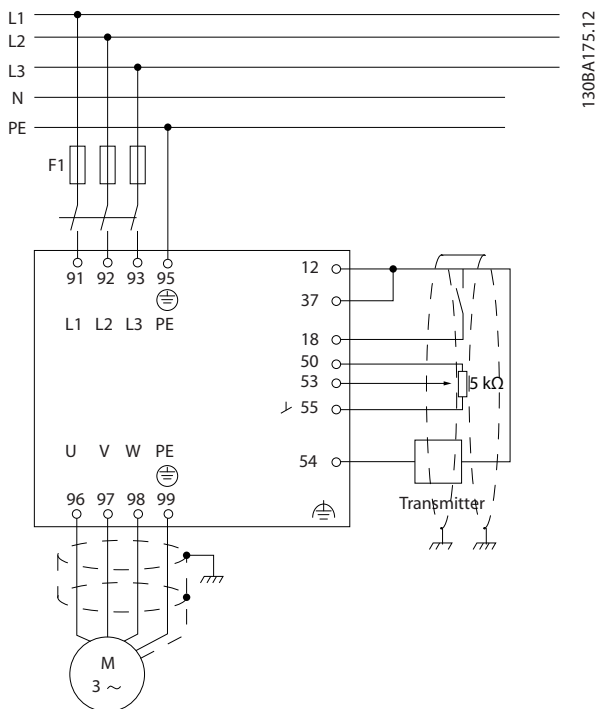 L1
L2
L3
N
PE
130BA175.12
F1
91 92 93 95
L1 L2 L3 PE
12
37
18
50
53
55
5 kΩ
54
Transmitter
U V W PE
96 97 98 99
M
3 ~